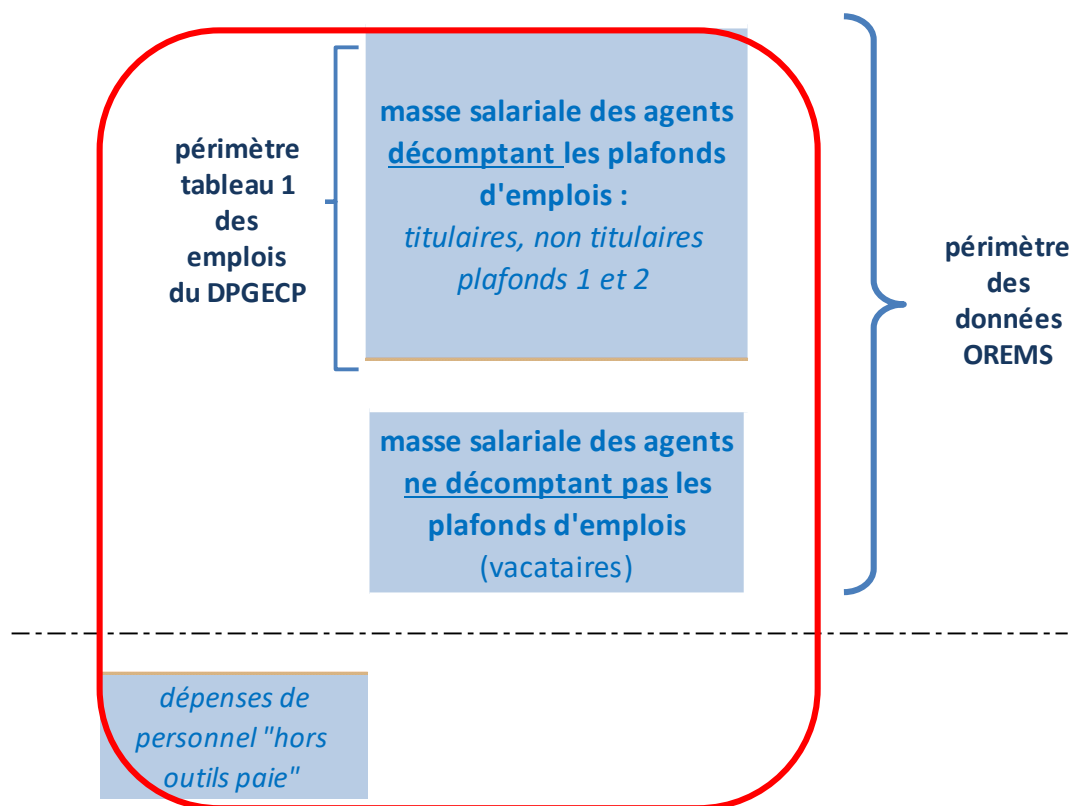 périmètre
tableau 1
des
emplois
du DPGECP
masse salariale des agents
décomptant les plafonds
d'emplois :
titulaires, non titulaires
plafonds 1 et 2
périmètre
des
données
OREMS
masse salariale des agents
ne décomptant pas les
plafonds d'emplois
(vacataires)
dépenses de
personnel "hors
outils paie"